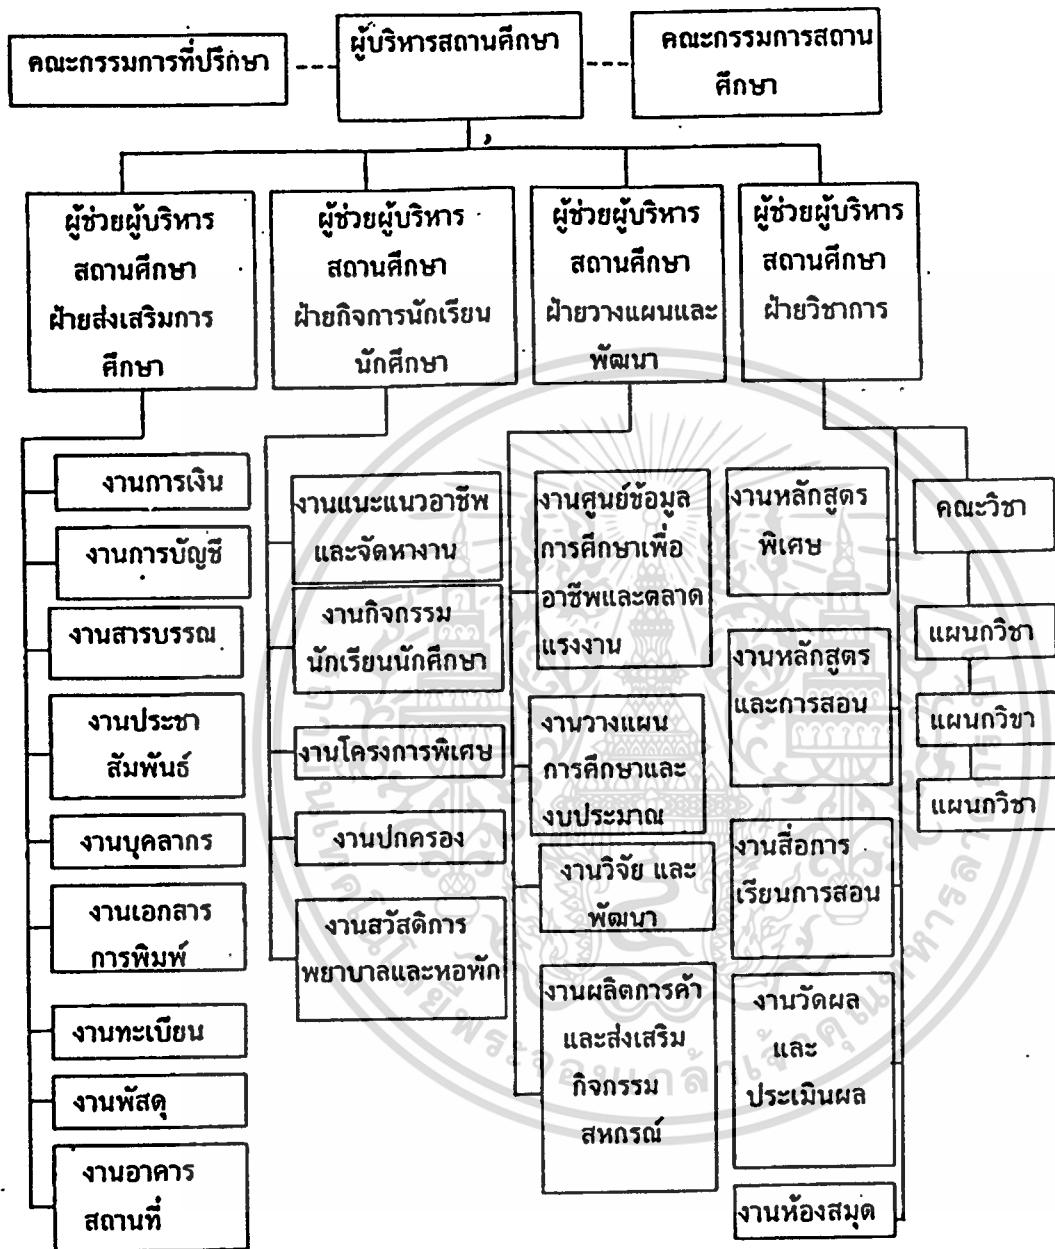 คณะกรรมการที่ปรึกษา
ผู้บริหารสถานศึกษา
คณะกรรมการสถาน
ศึกษา
ผู้ช่วยผู้บริหาร
สถานศึกษา
ฝ่ายส่งเสริมการ
ศึกษา
ผู้ช่วยผู้บริหาร
สถานศึกษา
ฝ่ายกิจการนักเรียน
นักศึกษา
ผู้ช่วยผู้บริหาร
สถานศึกษา
ฝ่ายวางแผนและ
พัฒนา
ผู้ช่วยผู้บริหาร
สถานศึกษา
ฝ่ายวิชาการ
งานการเงิน
งานการบัญชี
งานสารบรรณ
งานประชา
สัมพันธ์
งานบุคลากร
งานเอกสาร
การพิมพ์
งานทะเบียน
งานพัสดุ
งานอาคาร
สถานที่
งานแนะแนวอาชีพ
และจัดหางาน
งานกิจกรรม
นักเรียนนักศึกษา
งานโครงการพิเศษ
งานปกครอง
งานสวัสดิการ
พยาบาลและหอพัก
งานศูนย์ข้อมูล
การศึกษาเพื่อ
อาชีพและตลาด
แรงงาน
งานวางแผน
การศึกษาและ
งบประมาณ
งานวิจัย และ
พัฒนา
งานผลิตการค้า
และส่งเสริม
กิจกรรม
สหกรณ์
งานหลักสูตร
พิเศษ
งานหลักสูตร
และการสอน
งานสื่อการ
เรียนการสอน
งานวัดผล
และ
ประเมินผล
งานห้องสมุด
คณะวิชา
แผนกวิชา
แผนกวิขา
แผนกวิชา